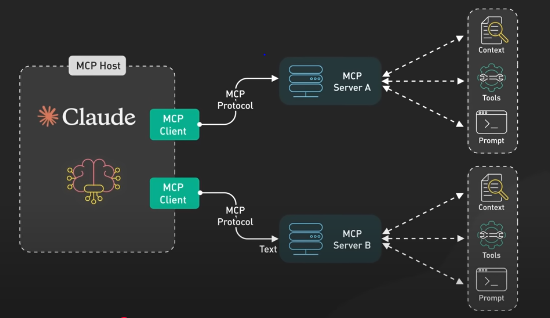 MCP Host
Claude
MCP
Client
MCP
Protocol
MCP
Server A
Context
Tools
>_
Prompt
MCP
Client
MCP
Protocol
Text
MCP
Server B
Context
Tools
>_
Prompt